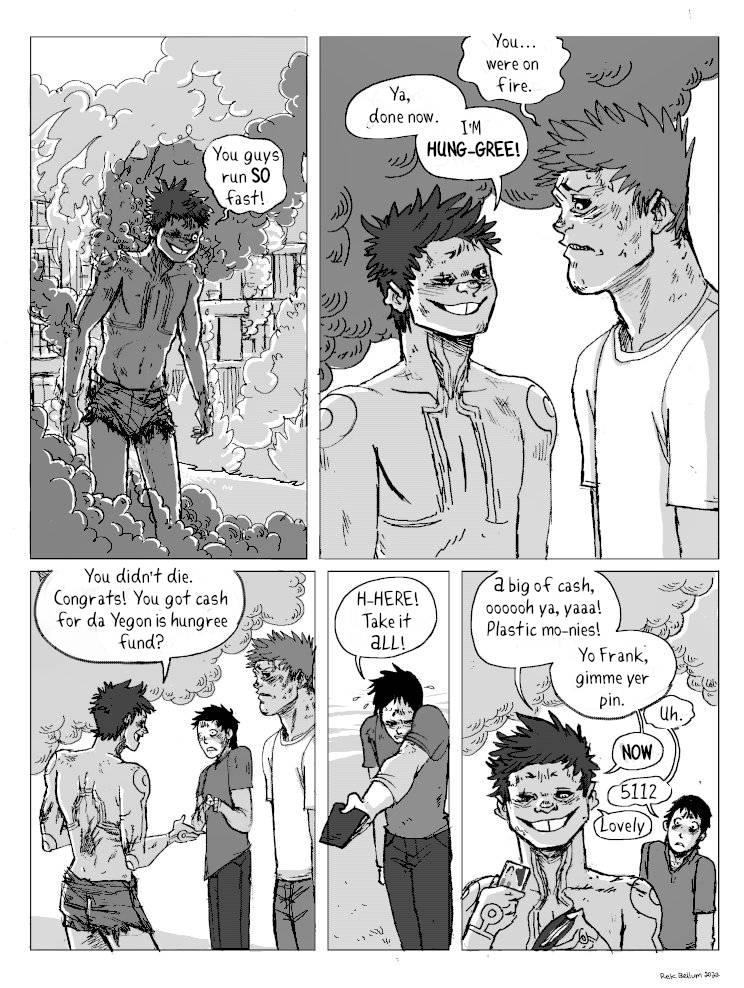 You guys
run SO
fast!
You...
were on
fire.
Ya,
done now.
I'M
HUNG-GREE!
You didn't die.
Congrats! You got cash
for da Yegon is hungree
fund?
H-HERE!
Take it
aLL!
a big of cash,
oooooh ya, yaaa!
Plastic mo-nies!
Yo Frank,
gimme yer
pin.
Uh.
NOW
5112
Lovely
Rek Bellum 2022